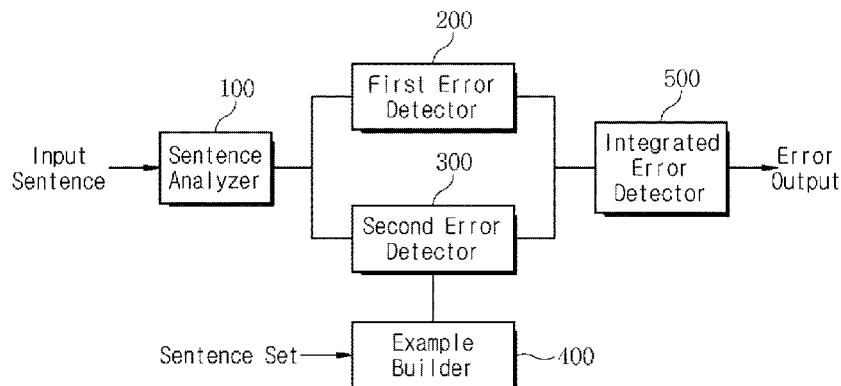 200
First Error
Detector
100
500
Input
Sentence
Sentence
Analyzer
Integrated
Error
Detector
Error
Output
300
Second Error
Detector
Sentence Set
Example
Builder
400